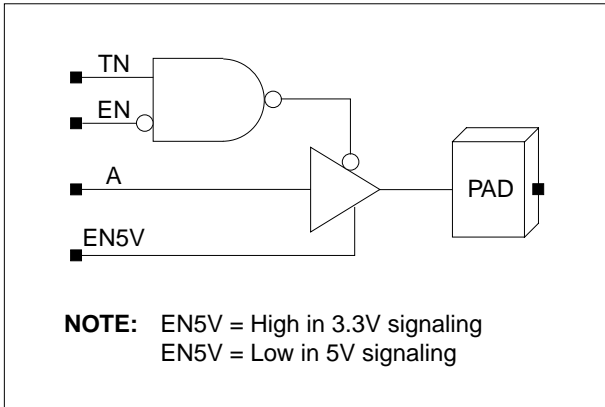 TN
EN
A
EN5V
PAD
NOTE: EN5V = High in 3.3V signaling
EN5V = Low in 5V signaling